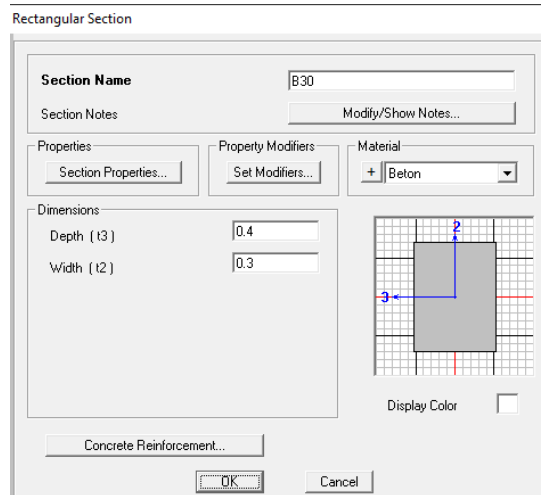 Rectangular Section
Section Name B30
Section Notes Modify/Show Notes...
Properties Property Modifiers Material
Section Properties... Set Modifiers... + Beton
Dimensions
Depth ( t3 ) 0.4
Width ( t2 ) 0.3
2
3
Display Color
Concrete Reinforcement...
OK Cancel